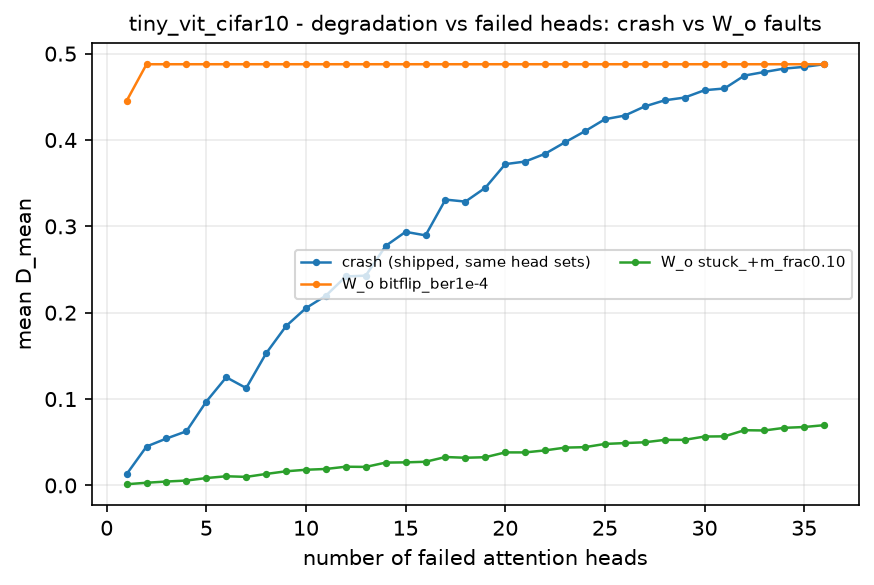 tiny_vit_cifar10 - degradation vs failed heads: crash vs W_o faults
0.5
0.4
0.3
0.2
0.1
0.0
mean D_mean
crash (shipped, same head sets)
W_o bitflip_ber1e-4
W_o stuck_+m_frac0.10
0
5
10
15
20
25
30
35
number of failed attention heads